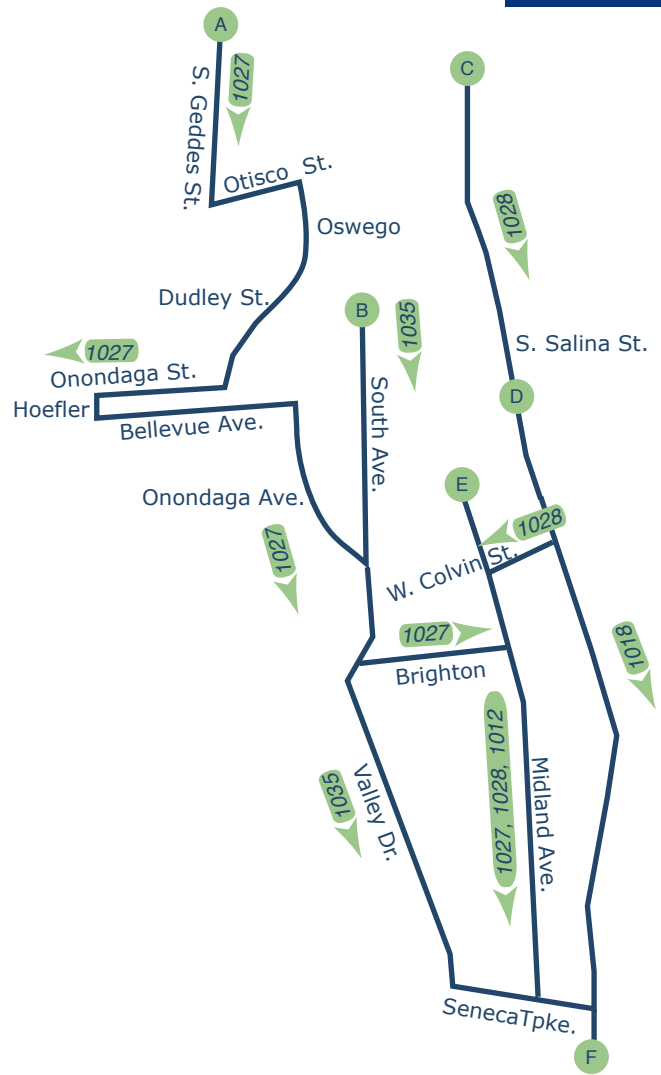 A
1027
S. Geddes St.
Otisco St.
Oswego
C
1028
Dudley St.
B
1035
1027
Onondaga St.
Hoefler
Bellevue Ave.
South Ave.
S. Salina St.
D
Onondaga Ave.
E
1028
1027
W. Colvin St.
1027
Brighton
1018
1035
Valley Dr.
1027, 1028, 1012
Midland Ave.
SenecaTpke.
F